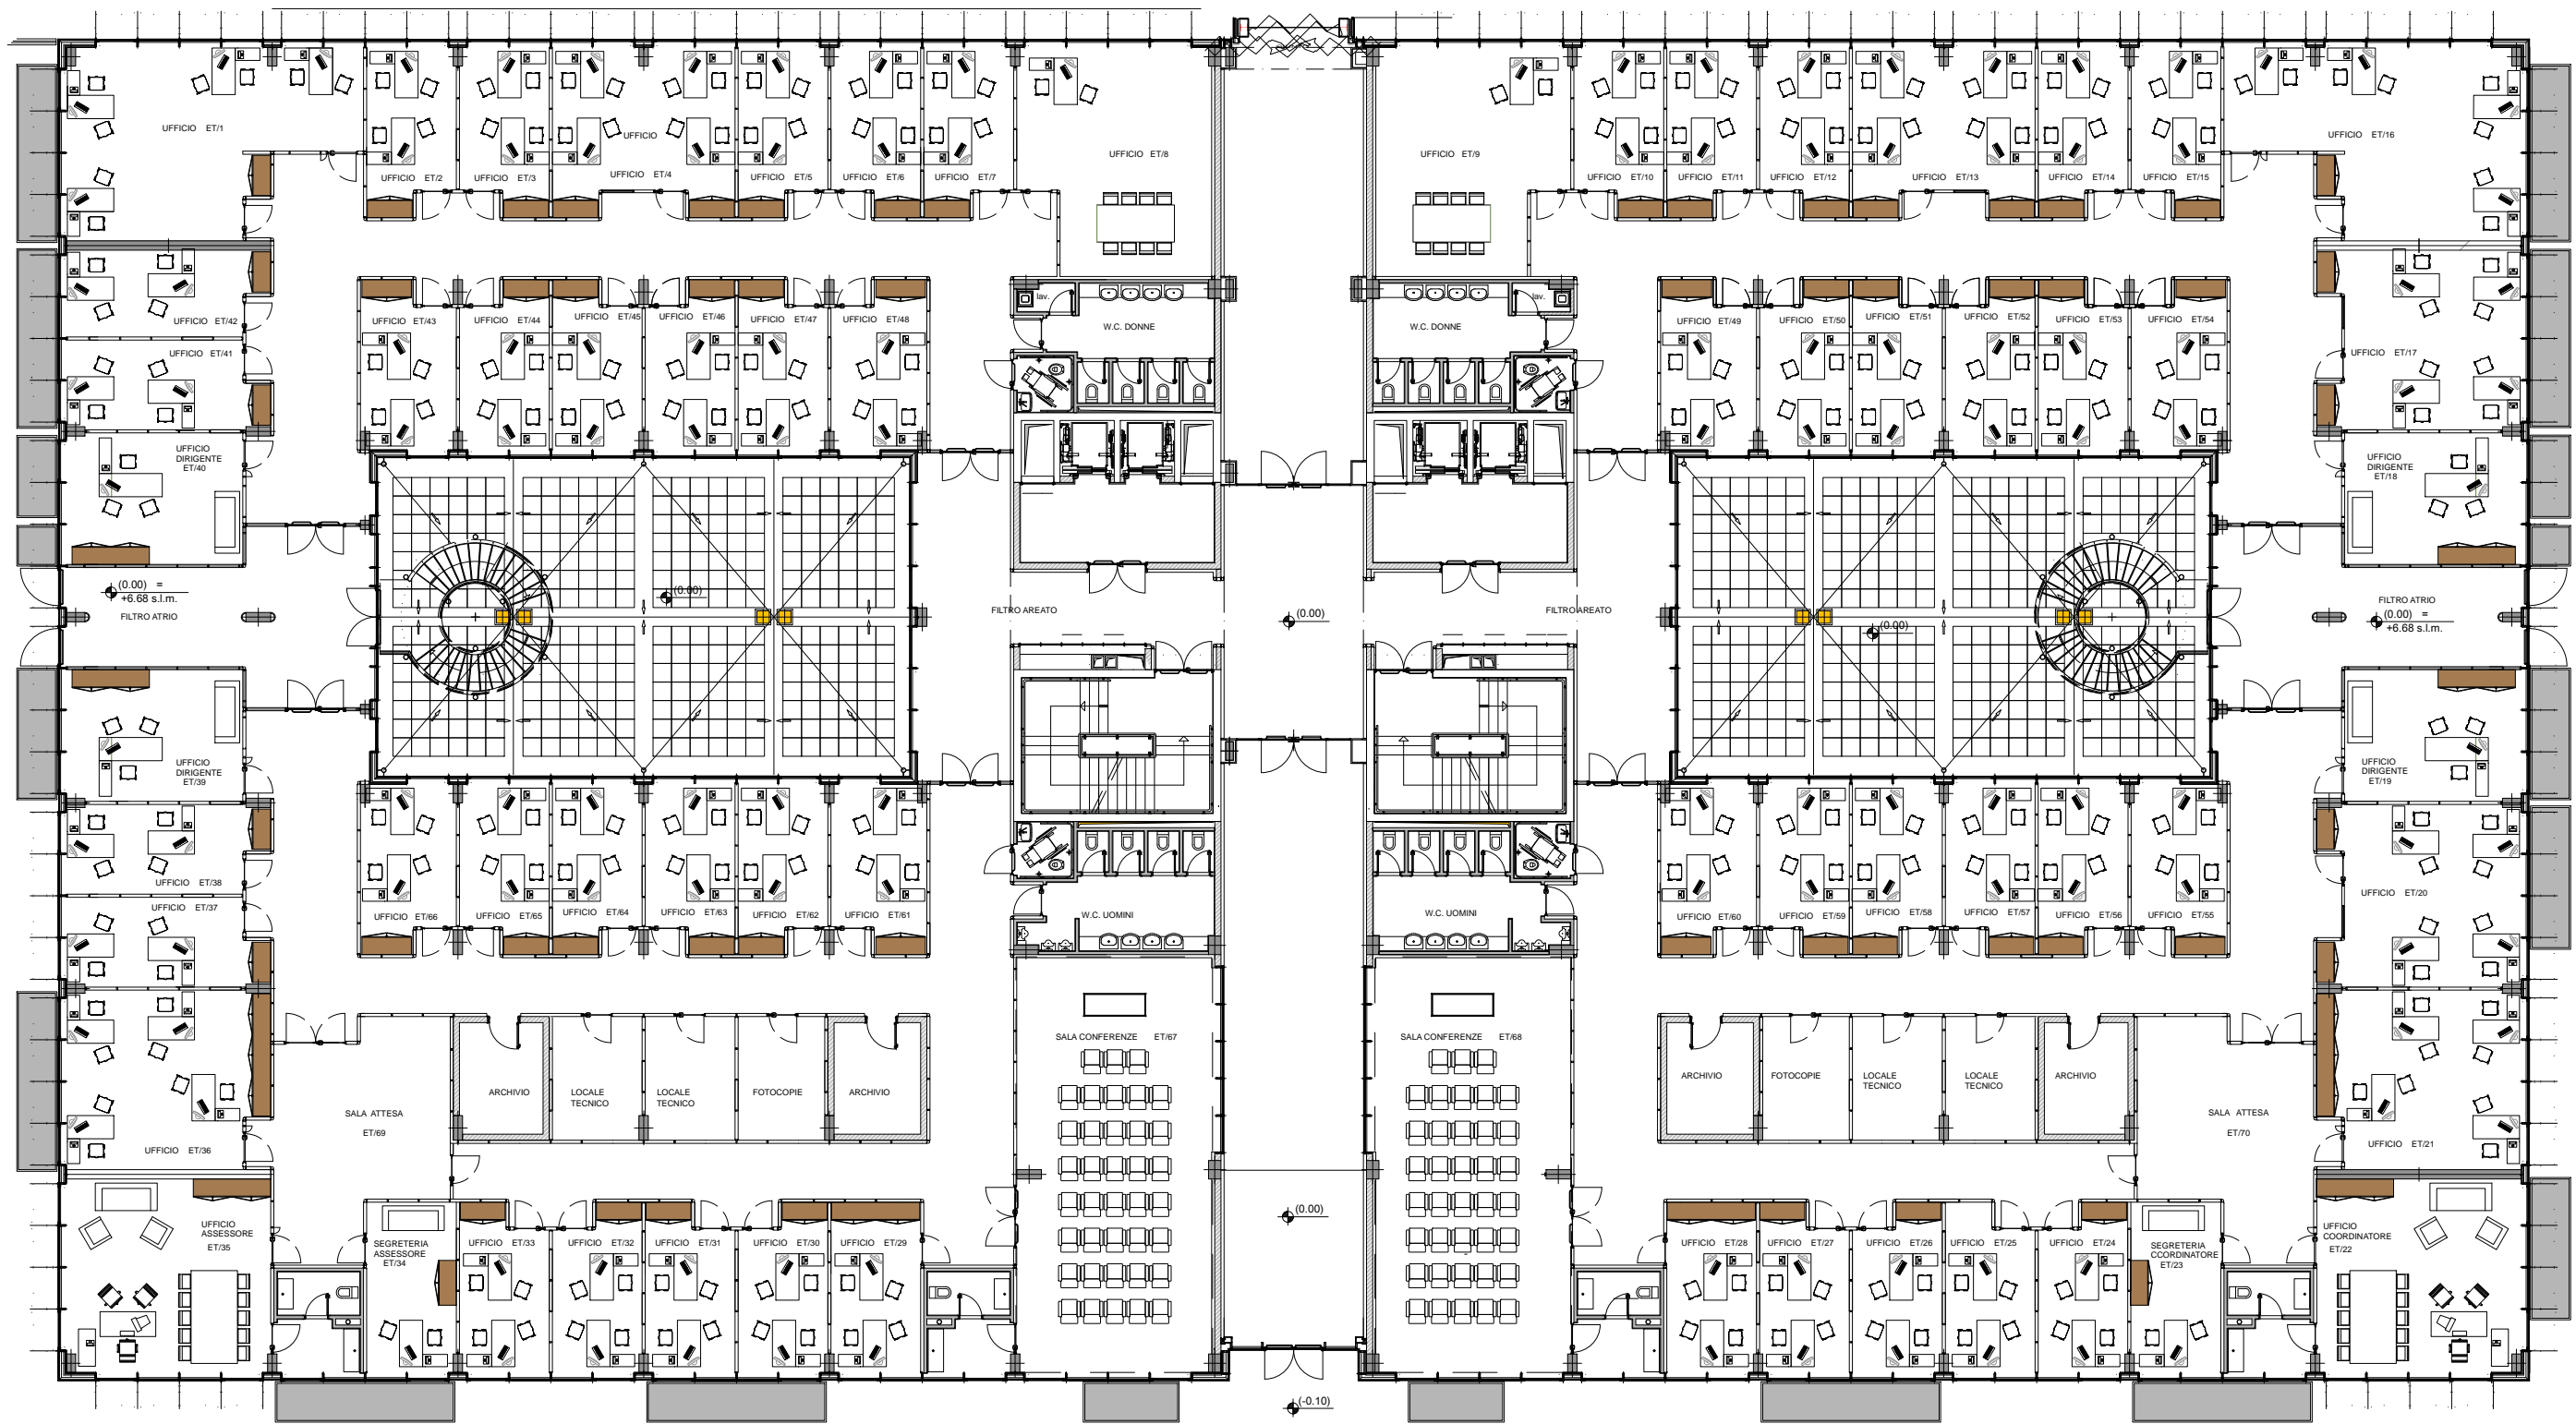 UFFICIO ET/1
UFFICIO ET/2
UFFICIO ET/3
UFFICIO
UFFICIO ET/4
UFFICIO ET/5
UFFICIO ET/6
UFFICIO ET/7
UFFICIO ET/8
UFFICIO ET/9
UFFICIO ET/10
UFFICIO ET/11
UFFICIO ET/12
UFFICIO ET/13
UFFICIO ET/14
UFFICIO ET/15
UFFICIO ET/16
UFFICIO ET/42
UFFICIO ET/41
UFFICIO ET/43
UFFICIO ET/44
UFFICIO ET/45
UFFICIO ET/46
UFFICIO ET/47
UFFICIO ET/48
lav.
W.C. DONNE
W.C. DONNE
lav.
UFFICIO ET/49
UFFICIO ET/50
UFFICIO ET/51
UFFICIO ET/52
UFFICIO ET/53
UFFICIO ET/54
UFFICIO ET/17
UFFICIO
DIRIGENTE
ET/40
UFFICIO
DIRIGENTE
ET/18
(0.00) =
+6.68 s.l.m.
FILTRO ATRIO
(0.00)
FILTRO AREATO
(0.00)
FILTRO AREATO
(0.00)
FILTRO ATRIO
(0.00) =
+6.68 s.l.m.
UFFICIO
DIRIGENTE
ET/39
UFFICIO
DIRIGENTE
ET/19
UFFICIO ET/38
UFFICIO ET/37
UFFICIO ET/66
UFFICIO ET/65
UFFICIO ET/64
UFFICIO ET/63
UFFICIO ET/62
UFFICIO ET/61
W.C. UOMINI
W.C. UOMINI
UFFICIO ET/60
UFFICIO ET/59
UFFICIO ET/58
UFFICIO ET/57
UFFICIO ET/56
UFFICIO ET/55
UFFICIO ET/20
SALA CONFERENZE ET/67
SALA CONFERENZE ET/68
ARCHIVIO
LOCALE
TECNICO
LOCALE
TECNICO
FOTOCOPIE
ARCHIVIO
ARCHIVIO
FOTOCOPIE
LOCALE
TECNICO
LOCALE
TECNICO
ARCHIVIO
SALA ATTESA
ET/69
SALA ATTESA
ET/70
UFFICIO ET/36
UFFICIO ET/21
UFFICIO
ASSESSORE
ET/35
SEGRETERIA
ASSESSORE
ET/34
UFFICIO ET/33
UFFICIO ET/32
UFFICIO ET/31
UFFICIO ET/30
UFFICIO ET/29
(0.00)
UFFICIO ET/28
UFFICIO ET/27
UFFICIO ET/26
UFFICIO ET/25
UFFICIO ET/24
SEGRETERIA
CCORDINATORE
ET/23
UFFICIO
COORDINATORE
ET/22
(-0.10)